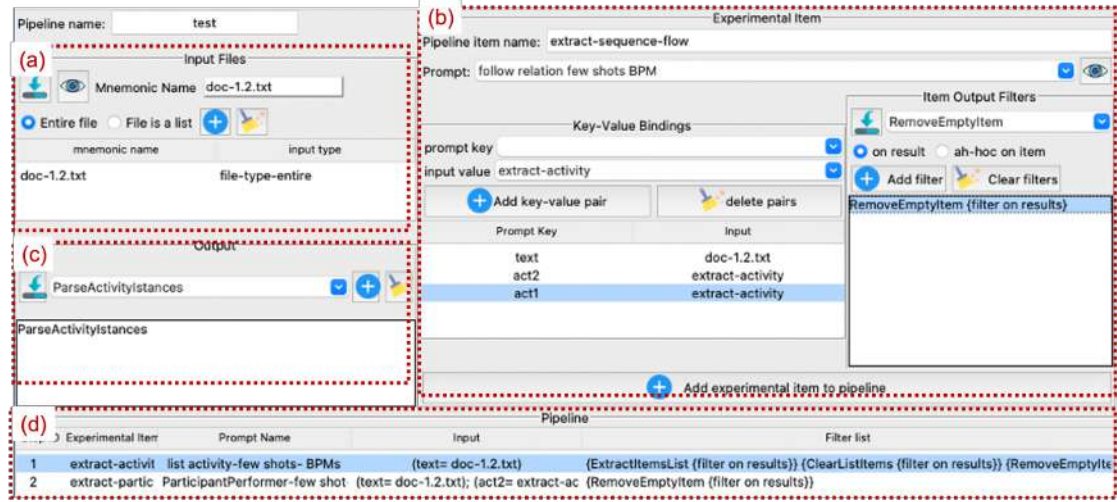 Pipeline name: test
(a)
Input Files
Mnemonic Name doc-1.2.txt
Entire file File is a list
mnemonic name input type
doc-1.2.txt file-type-entire
(c)
Output
ParseActivityIstances
ParseActivityIstances
(b)
Experimental Item
Pipeline item name: extract-sequence-flow
Prompt: follow relation few shots BPM
Key-Value Bindings
prompt key
input value extract-activity
Add key-value pair delete pairs
Prompt Key Input
text doc-1.2.txt
act2 extract-activity
act1 extract-activity
Item Output Filters
RemoveEmptyItem
on result ah-hoc on item
Add filter Clear filters
RemoveEmptyItem {filter on results}
Add experimental item to pipeline
(d)
Pipeline
Experimental Item Prompt Name Input Filter list
1 extract-activit list activity-few shots- BPMs (text= doc-1.2.txt) {ExtractItemsList {filter on results}} {ClearListItems {filter on results}} {RemoveEmptyIte
2 extract-partic ParticipantPerformer-few shot (text= doc-1.2.txt); (act2= extract-ac {RemoveEmptyItem {filter on results}}